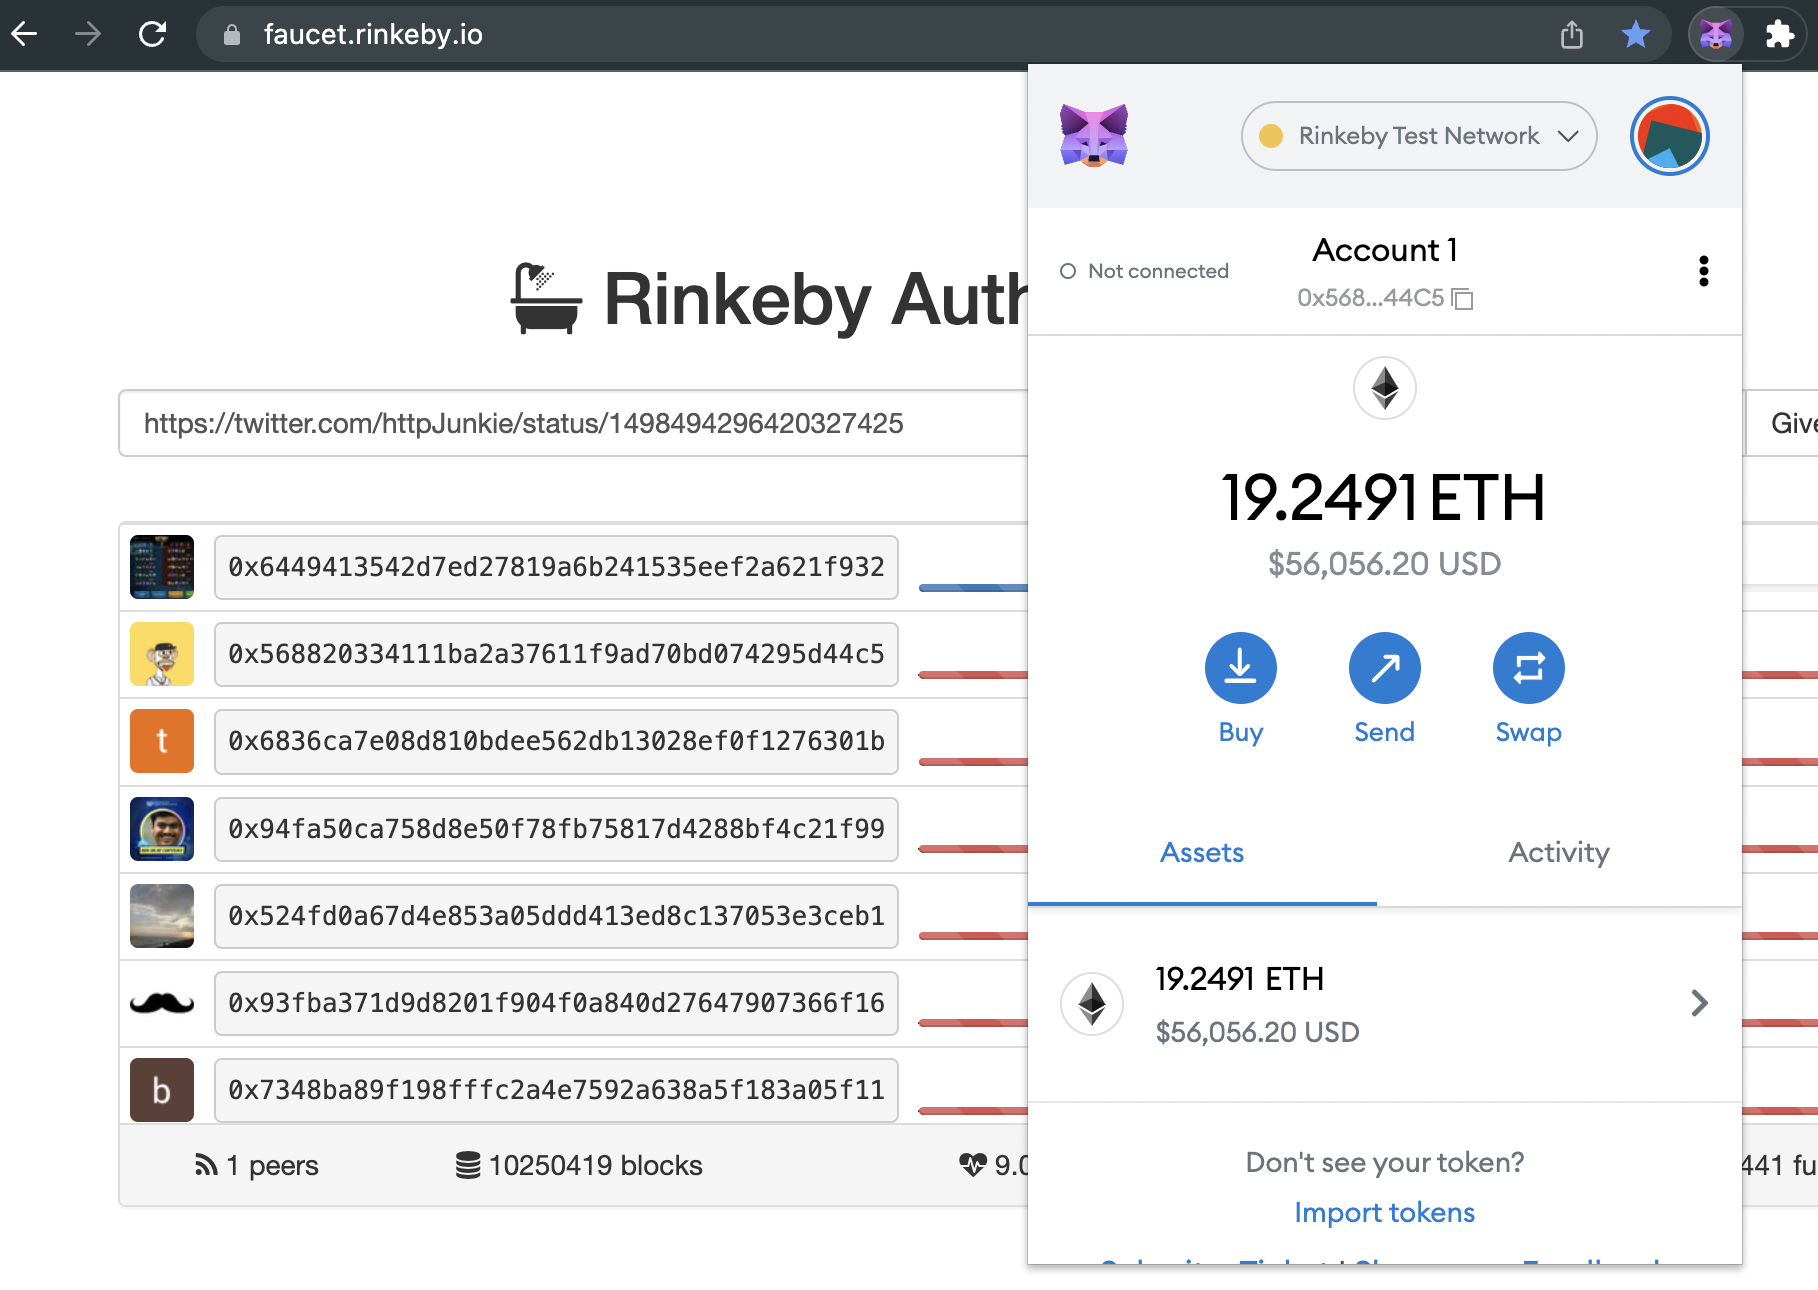 faucet.rinkeby.io
Rinkeby Test Network
Not connected
Account 1
0x568...44C5
Rinkeby Auth
https://twitter.com/httpJunkie/status/1498494296420327425
Give
19.2491 ETH
$56,056.20 USD
Buy
Send
Swap
Assets
Activity
19.2491 ETH
$56,056.20 USD
Don't see your token?
Import tokens
0x6449413542d7ed27819a6b241535eef2a621f932
0x568820334111ba2a37611f9ad70bd074295d44c5
t
0x6836ca7e08d810bdee562db13028ef0f1276301b
0x94fa50ca758d8e50f78fb75817d4288bf4c21f99
0x524fd0a67d4e853a05ddd413ed8c137053e3ceb1
0x93fba371d9d8201f904f0a840d27647907366f16
b
0x7348ba89f198fffc2a4e7592a638a5f183a05f11
1 peers
10250419 blocks
9.0
441 fu